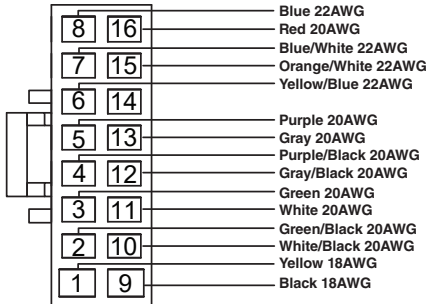 8 16 Blue 22AWG
Red 20AWG
7 15 Blue/White 22AWG
Orange/White 22AWG
6 14 Yellow/Blue 22AWG
5 13 Purple 20AWG
Gray 20AWG
4 12 Purple/Black 20AWG
Gray/Black 20AWG
3 11 Green 20AWG
White 20AWG
2 10 Green/Black 20AWG
White/Black 20AWG
1 9 Yellow 18AWG
Black 18AWG